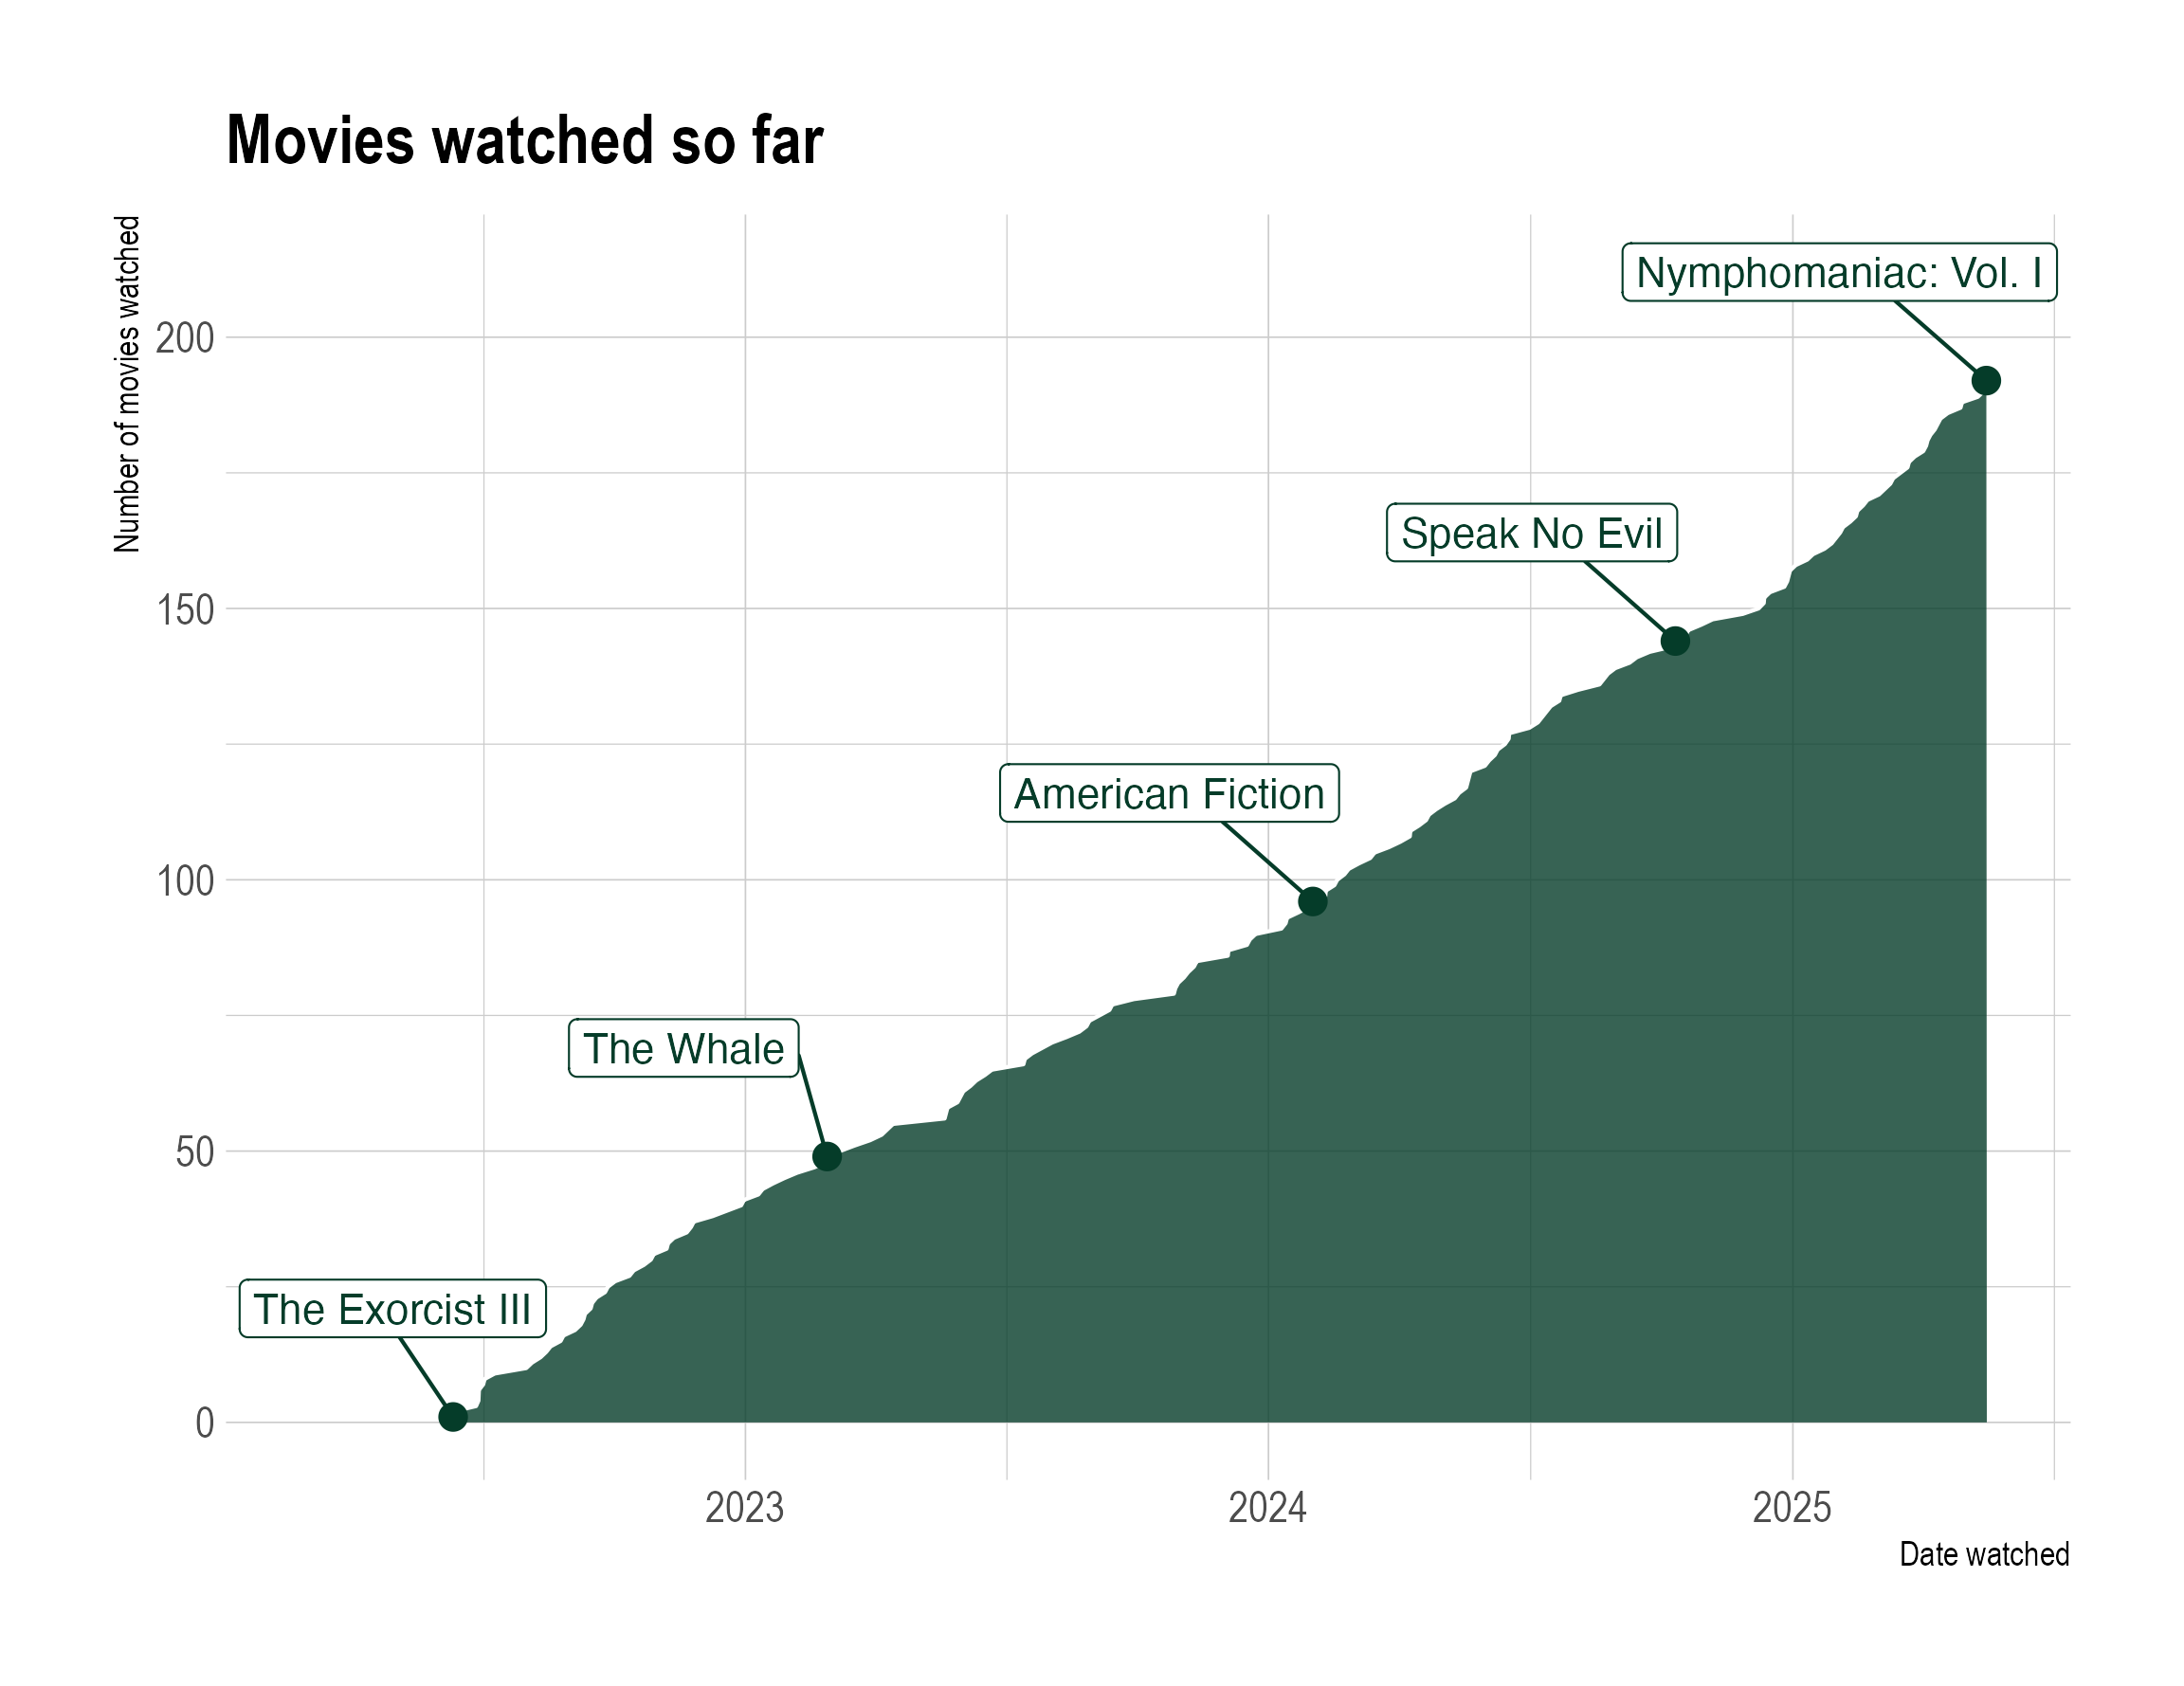 Movies watched so far
Number of movies watched
200
150
100
50
0
Nymphomaniac: Vol. I
Speak No Evil
American Fiction
The Whale
The Exorcist III
2023
2024
2025
Date watched